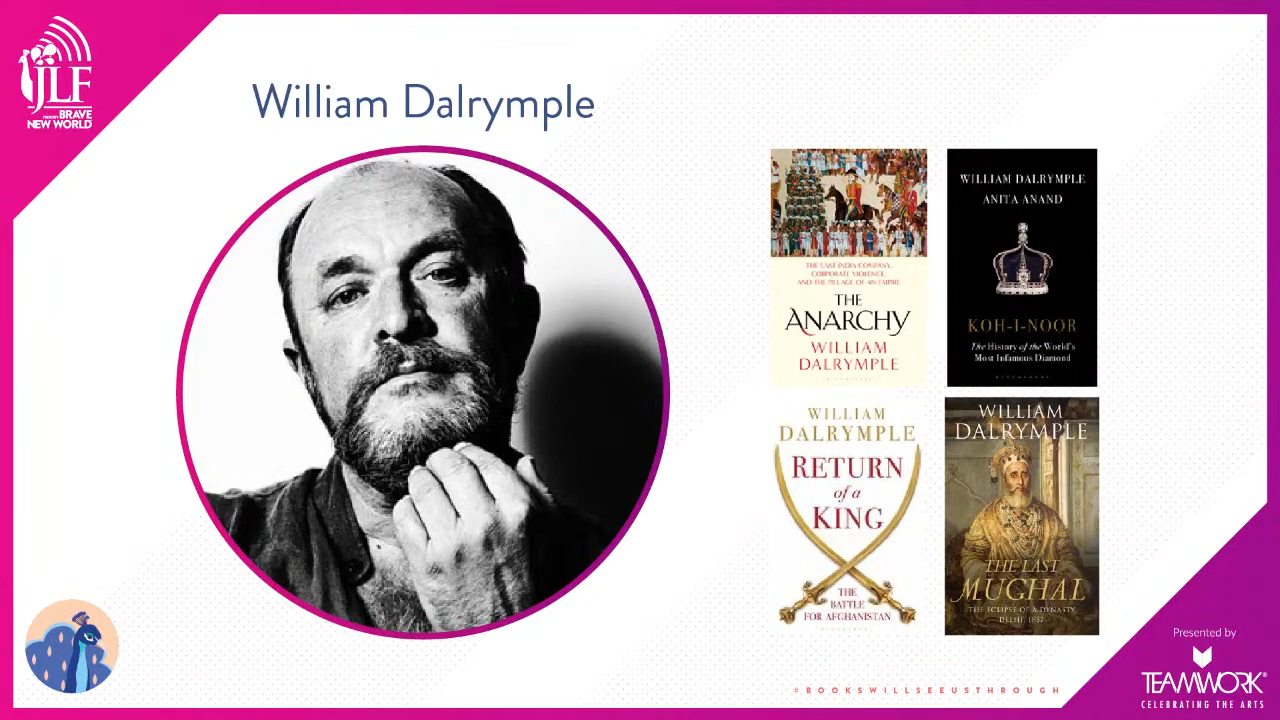 JLF
PRESENTS BRAVE
NEW WORLD
William Dalrymple
THE EAST INDIA COMPANY,
CORPORATE VIOLENCE,
AND THE PILLAGE OF AN EMPIRE
THE
ANARCHY
WILLIAM
DALRYMPLE
WILLIAM DALRYMPLE
ANITA ANAND
KOH-I-NOOR
The History of the World's
Most Infamous Diamond
WILLIAM
DALRYMPLE
RETURN
of a
KING
THE
BATTLE
FOR AFGHANISTAN
WILLIAM
DALRYMPLE
THE LAST
MUGHAL
THE ECLIPSE OF A DYNASTY,
DELHI, 1857
#BOOKSWILLSEEUSTHROUGH
Presented by
TEAMWORK®
CELEBRATING THE ARTS